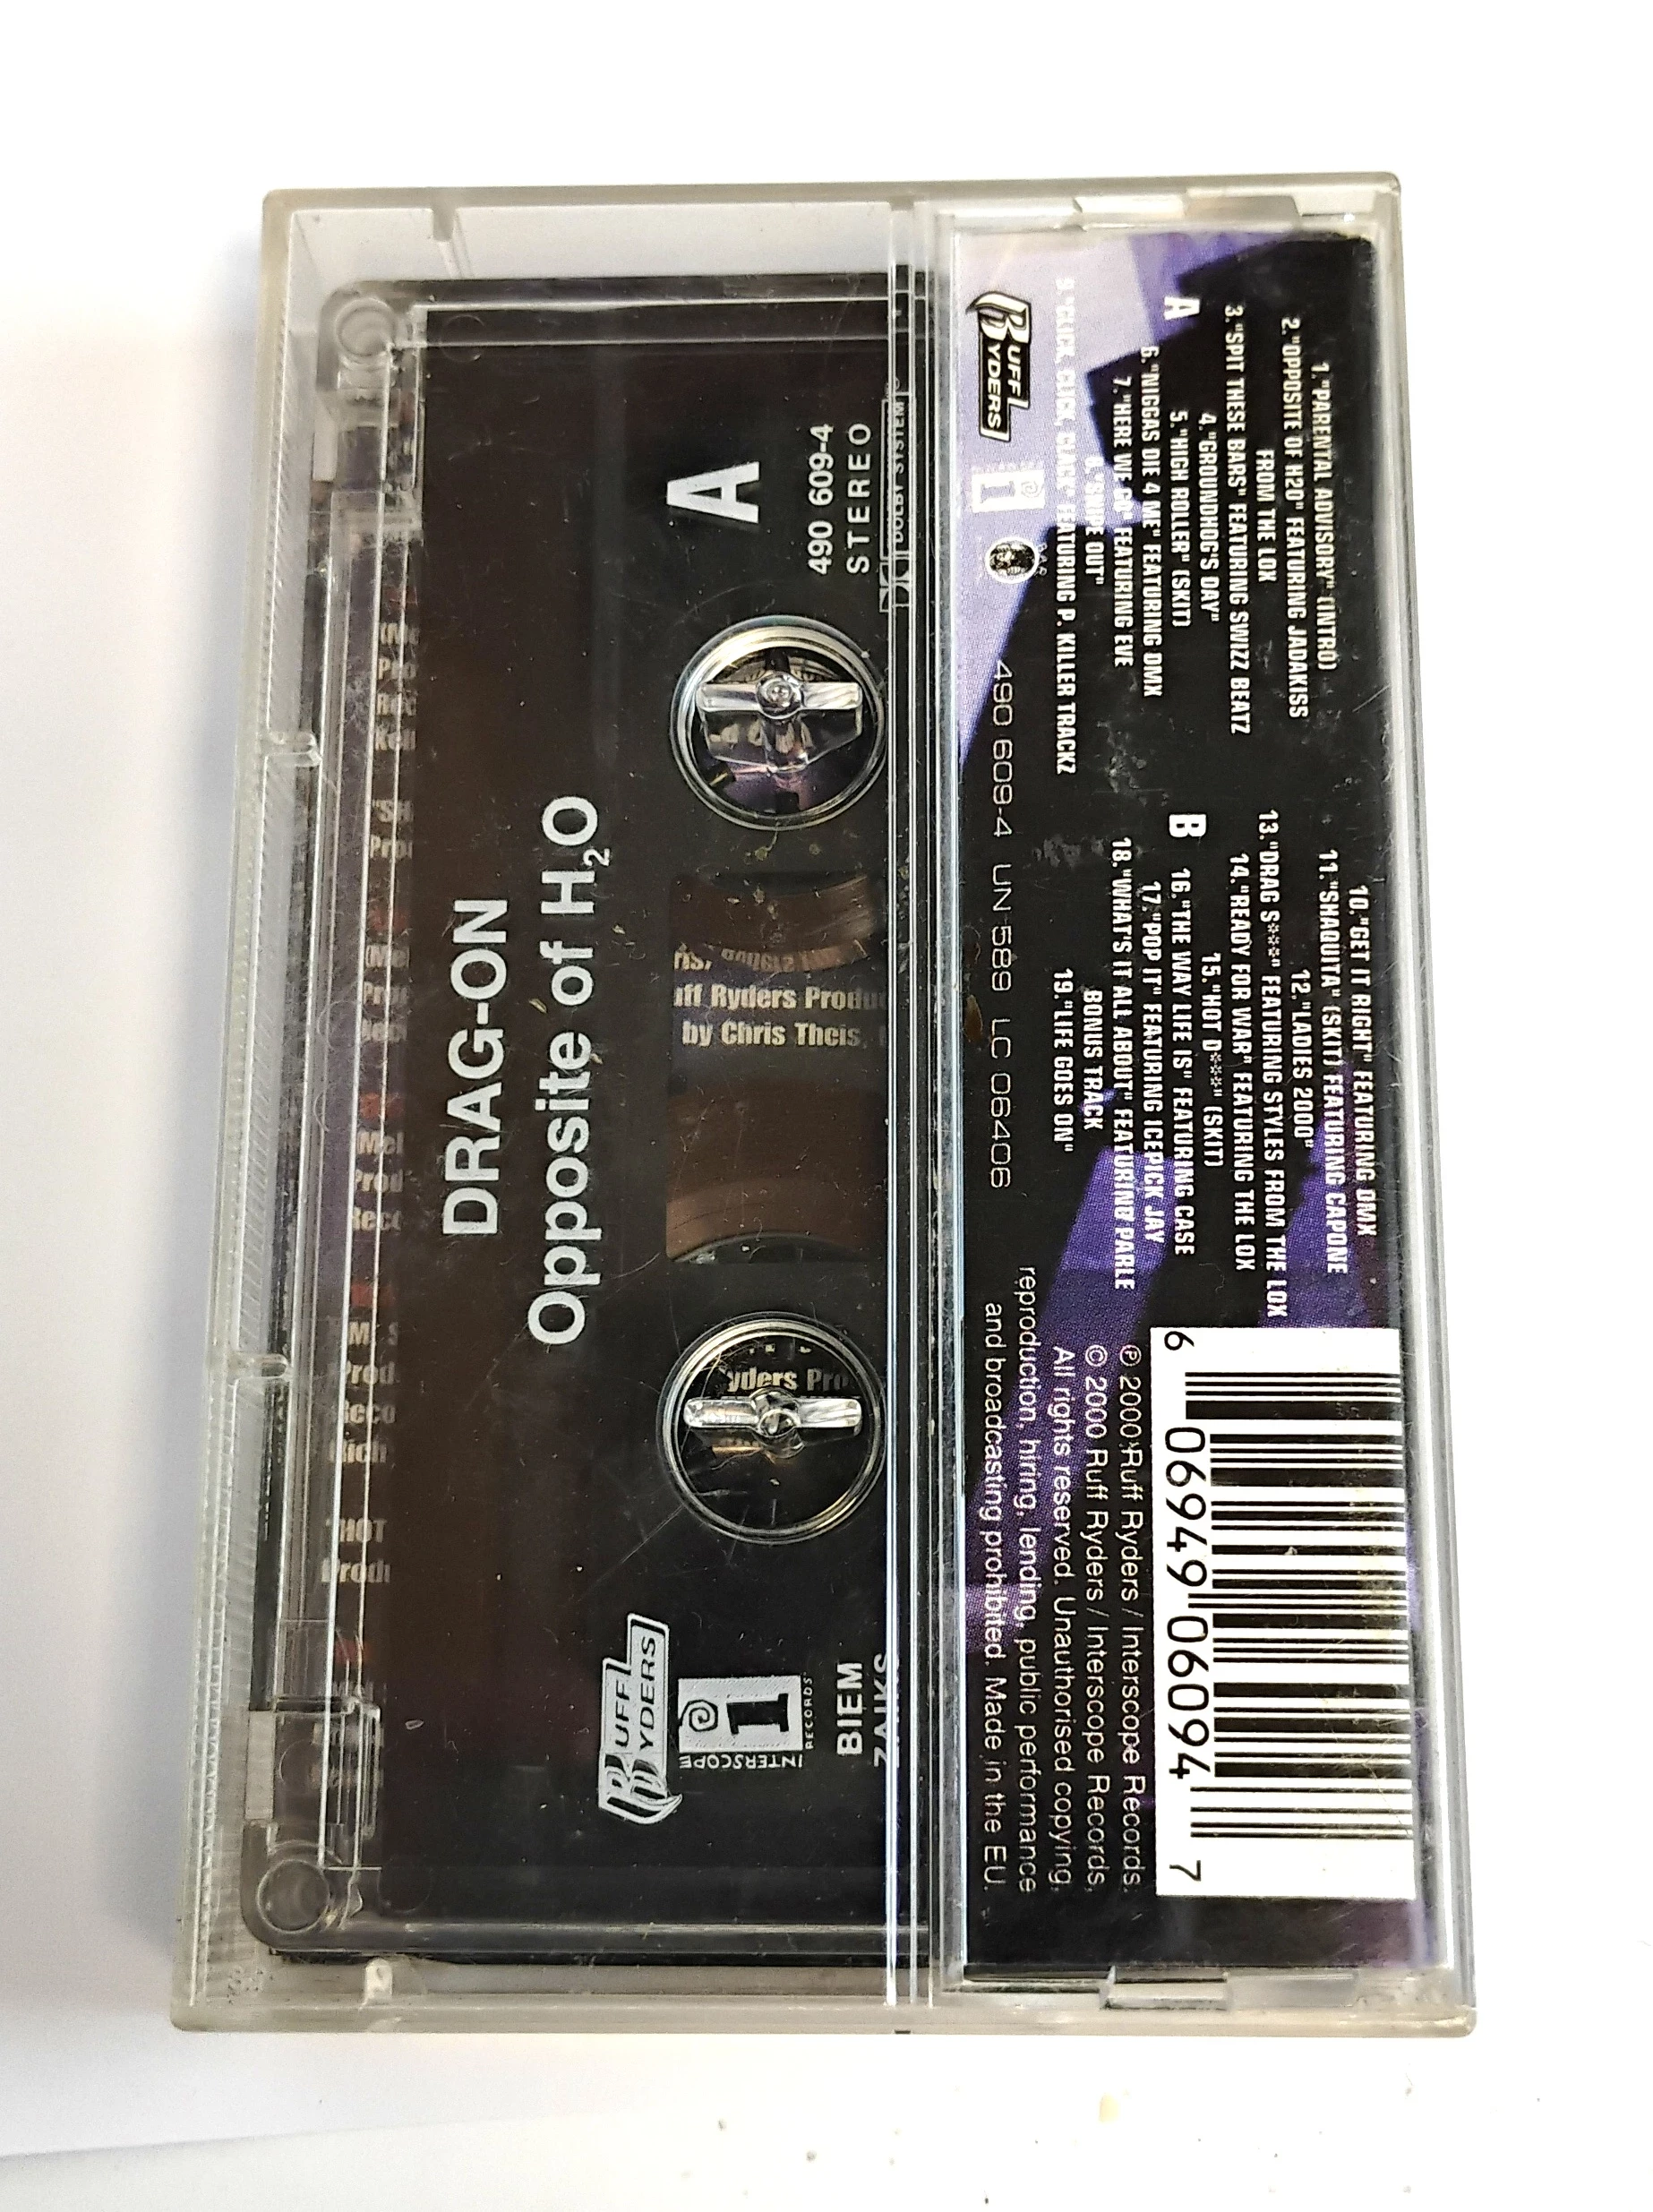 1."PARENTAL ADVISORY" (INTRO)
2."OPPOSITE OF H2O" FEATURING JADAKISS
FROM THE LOX
3."SPIT THESE BARS" FEATURING SWIZZ BEATZ
4."GROUNDHOG'S DAY"
A
5."HIGH ROLLER" (SKIT)
6."NIGGAS DIE 4 ME" FEATURING DMX
7."HERE WE GO" FEATURING EVE
8."SNIPE OUT"
9."CLICK, CLICK, CLACK" FEATURING P. KILLER TRACKZ
10."GET IT RIGHT" FEATURING DMX
11."SHAQUITA" (SKIT) FEATURING CAPONE
12."LADIES 2000"
13."DRAG S***" FEATURING STYLES FROM THE LOX
14."READY FOR WAR" FEATURING THE LOX
15."HOT D***" (SKIT)
B
16."THE WAY LIFE IS" FEATURING CASE
17."POP IT" FEATURING ICEPICK JAY
18."WHAT'S IT ALL ABOUT" FEATURING PARLE
BONUS TRACK
19."LIFE GOES ON"
RUFF RYDERS
490 609-4 UN 589 LC 06406
6 06949 06094 7
℗ 2000 Ruff Ryders / Interscope Records.
© 2000 Ruff Ryders / Interscope Records.
All rights reserved. Unauthorised copying,
reproduction, hiring, lending, public performance
and broadcasting prohibited. Made in the EU.
DRAG-ON
Opposite of H₂O
A
490 609-4
STEREO
DOLBY SYSTEM
uff Ryders Produ
by Chris Theis,
yders Pro
RUFF RYDERS
INTERSCOPE RECORDS
BIEM